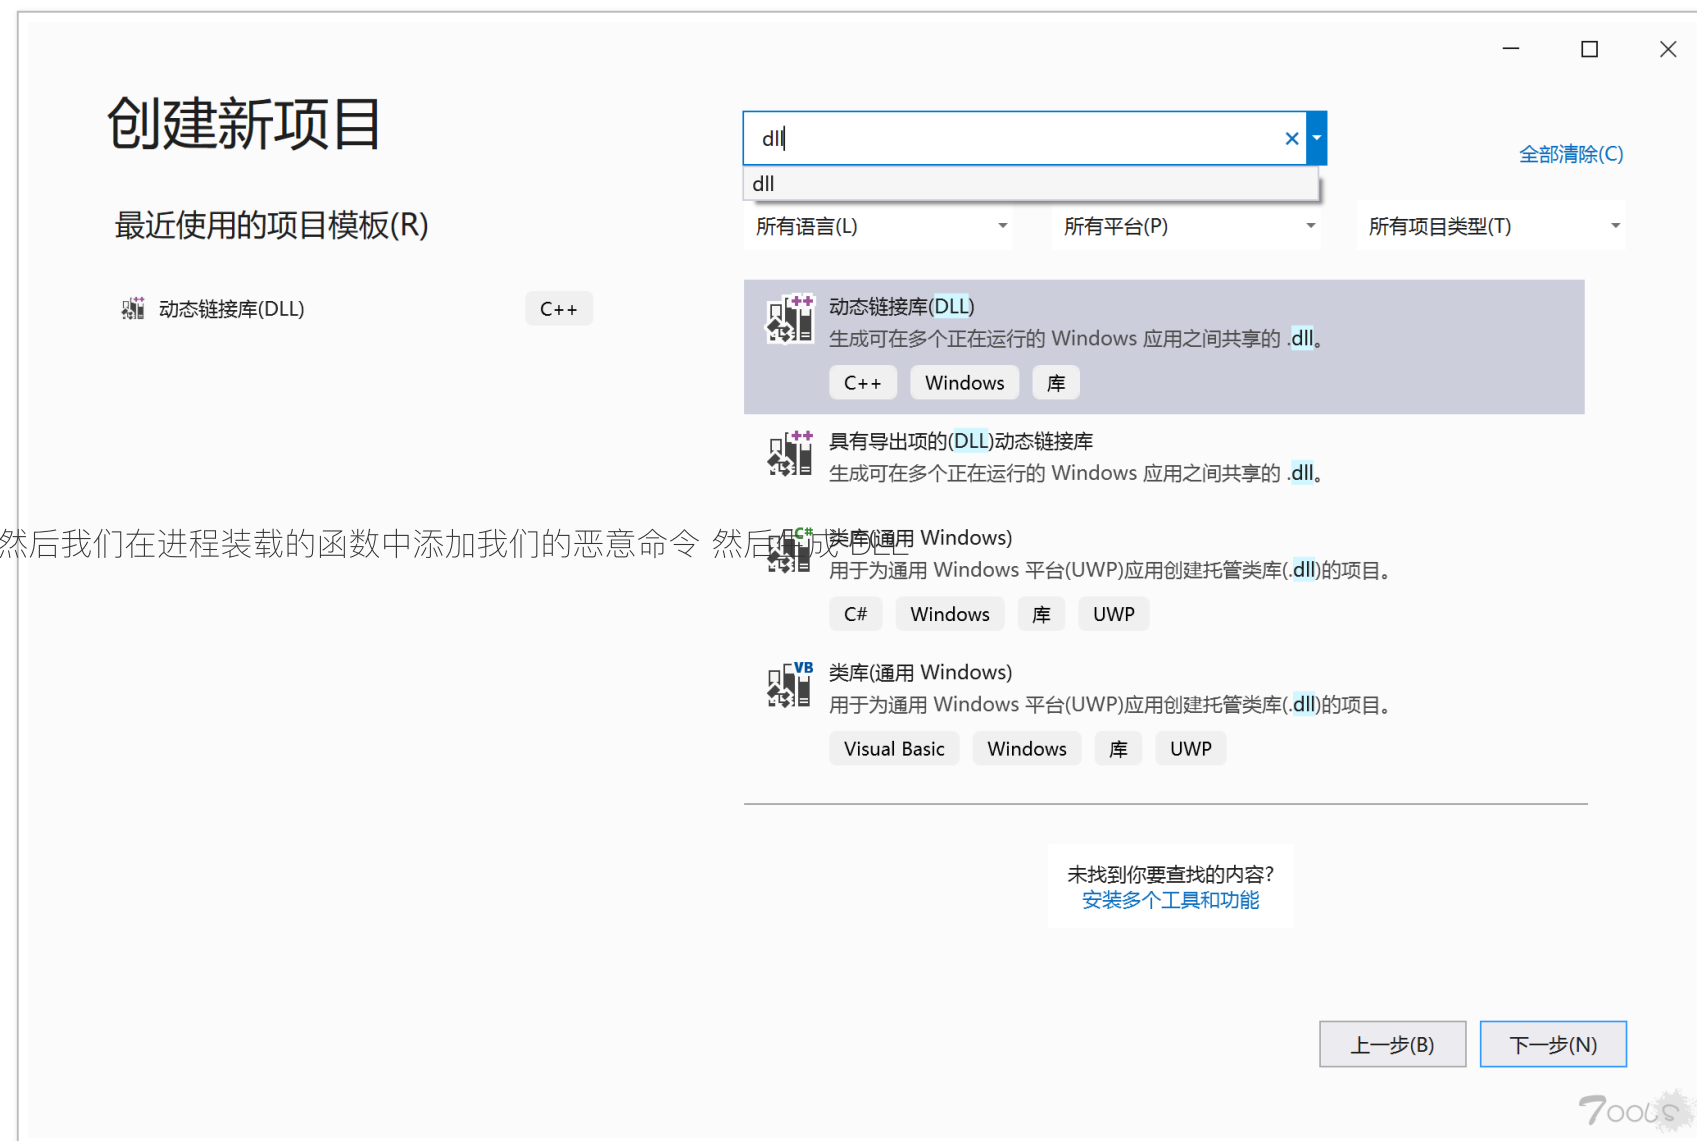 创建新项目
dll
全部清除(C)
dll
最近使用的项目模板(R)
所有语言(L)
所有平台(P)
所有项目类型(T)
动态链接库(DLL)
C++
动态链接库(DLL)
生成可在多个正在运行的 Windows 应用之间共享的 .dll。
C++ Windows 库
具有导出项的(DLL)动态链接库
生成可在多个正在运行的 Windows 应用之间共享的 .dll。
然后我们在进程装载的函数中添加我们的恶意命令 然后生成 DLL
类库(通用 Windows)
用于为通用 Windows 平台(UWP)应用创建托管类库(.dll)的项目。
C# Windows 库 UWP
类库(通用 Windows)
用于为通用 Windows 平台(UWP)应用创建托管类库(.dll)的项目。
Visual Basic Windows 库 UWP
未找到你要查找的内容?
安装多个工具和功能
上一步(B)
下一步(N)
7ools